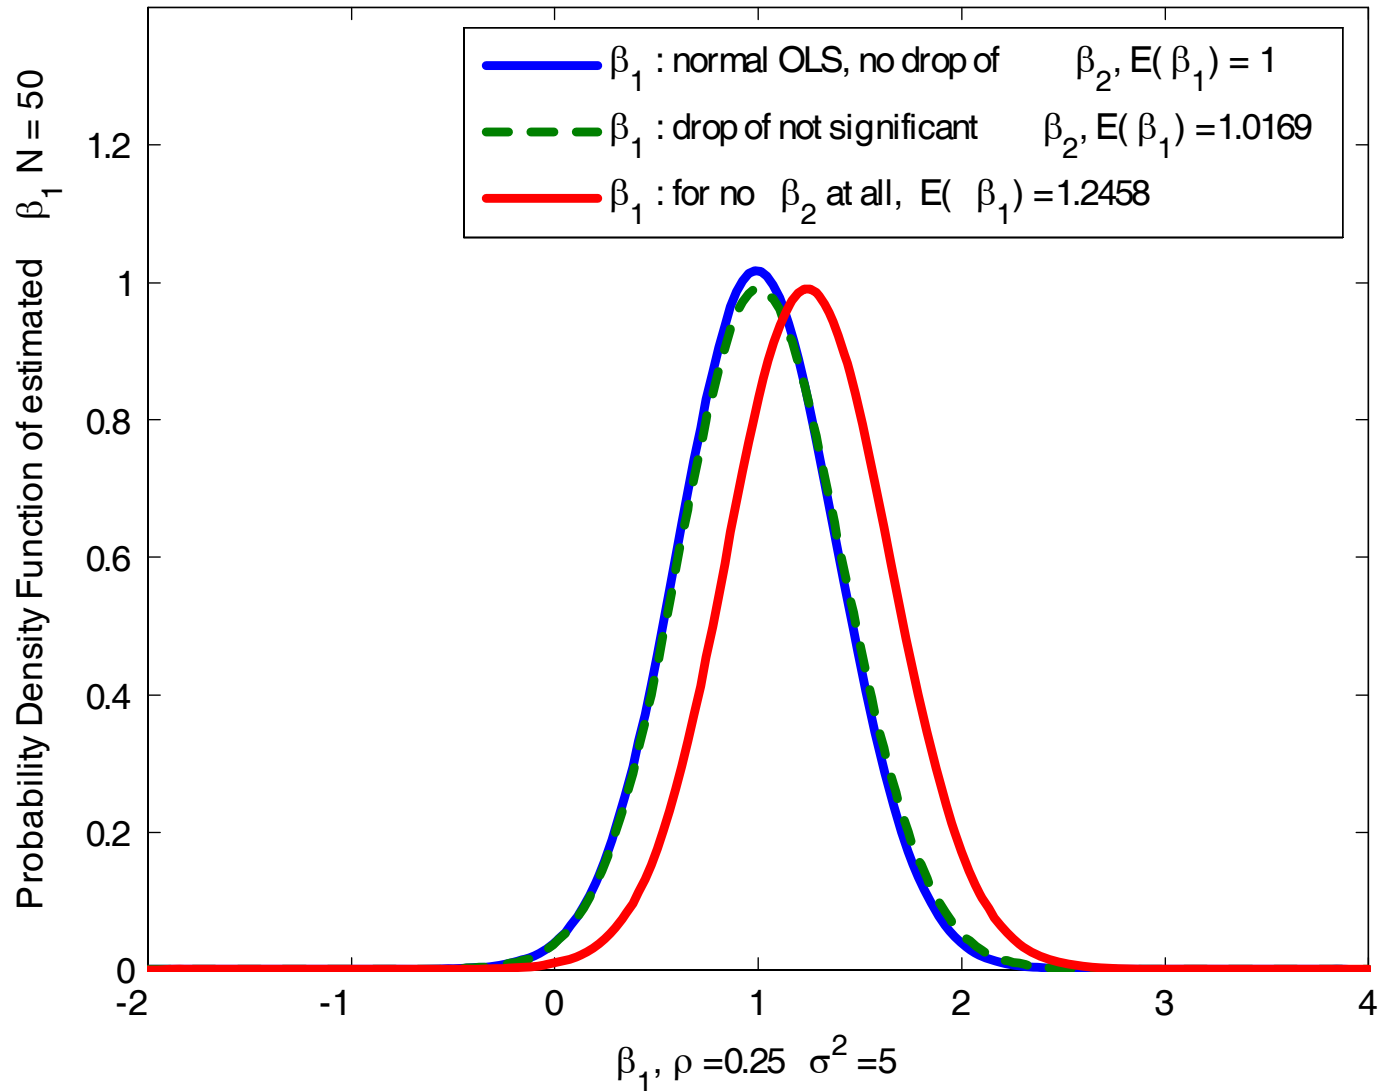 β1 : normal OLS, no drop of β2, E( β1) = 1
β1 : drop of not significant β2, E( β1) =1.0169
β1 : for no β2 at all, E( β1) =1.2458
Probability Density Function of estimated β1 N = 50
1.2
1
0.8
0.6
0.4
0.2
0
-2 -1 0 1 2 3 4
β1, ρ =0.25 σ2 =5